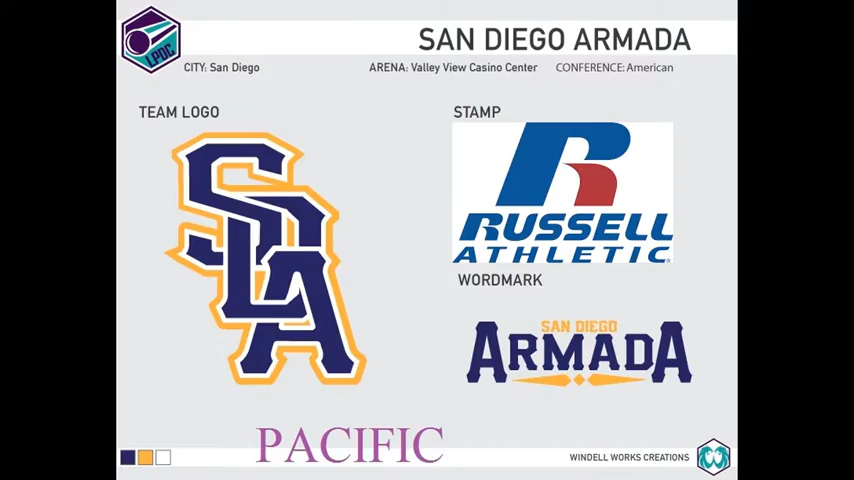 LPDC
SAN DIEGO ARMADA
CITY: San Diego
ARENA: Valley View Casino Center
CONFERENCE: American
TEAM LOGO
STAMP
SDA
R
RUSSELL
ATHLETIC
WORDMARK
SAN DIEGO
ARMADA
PACIFIC
WINDELL WORKS CREATIONS